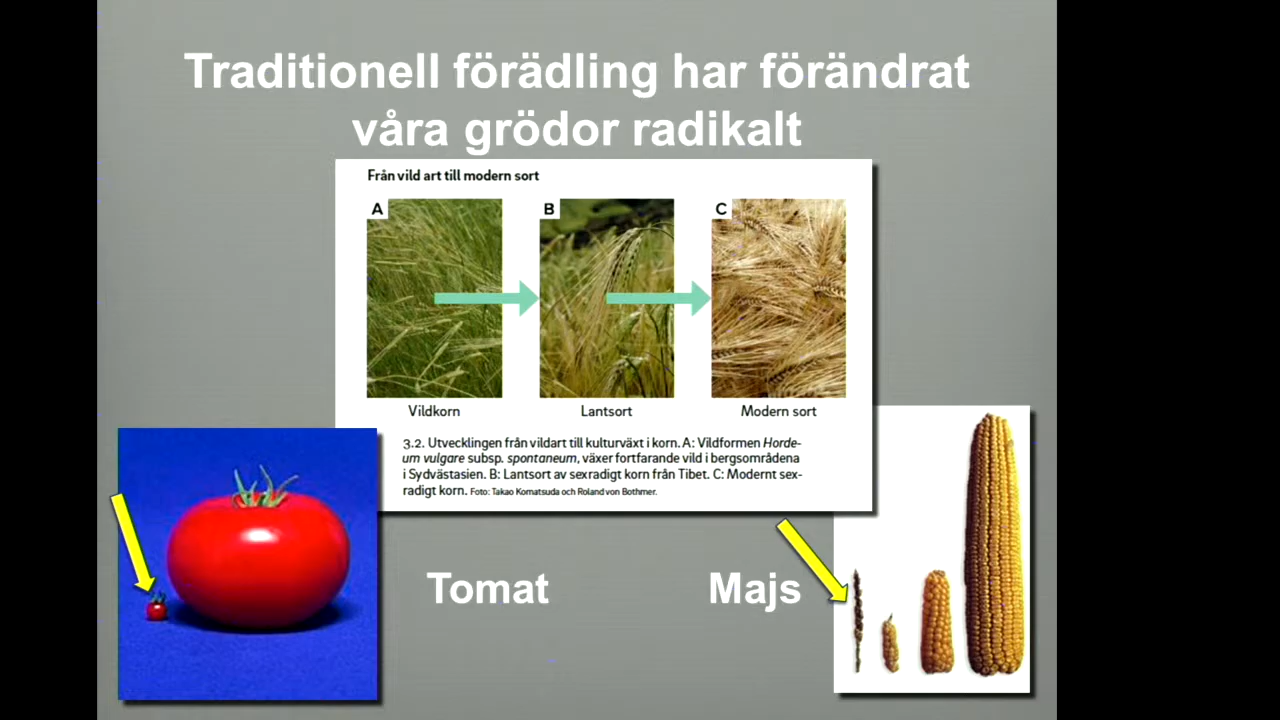 Traditionell förädling har förändrat
våra grödor radikalt
Från vild art till modern sort
A
B
C
Vildkorn
Lantsort
Modern sort
3.2. Utvecklingen från vildart till kulturväxt i korn. A: Vildformen Horde-
um vulgare subsp. spontaneum, växer fortfarande vild i bergsområdena
i Sydvästasien. B: Lantsort av sexradigt korn från Tibet. C: Modernt sex-
radigt korn. Foto: Takao Komatsuda och Roland von Bothmer.
Tomat
Majs